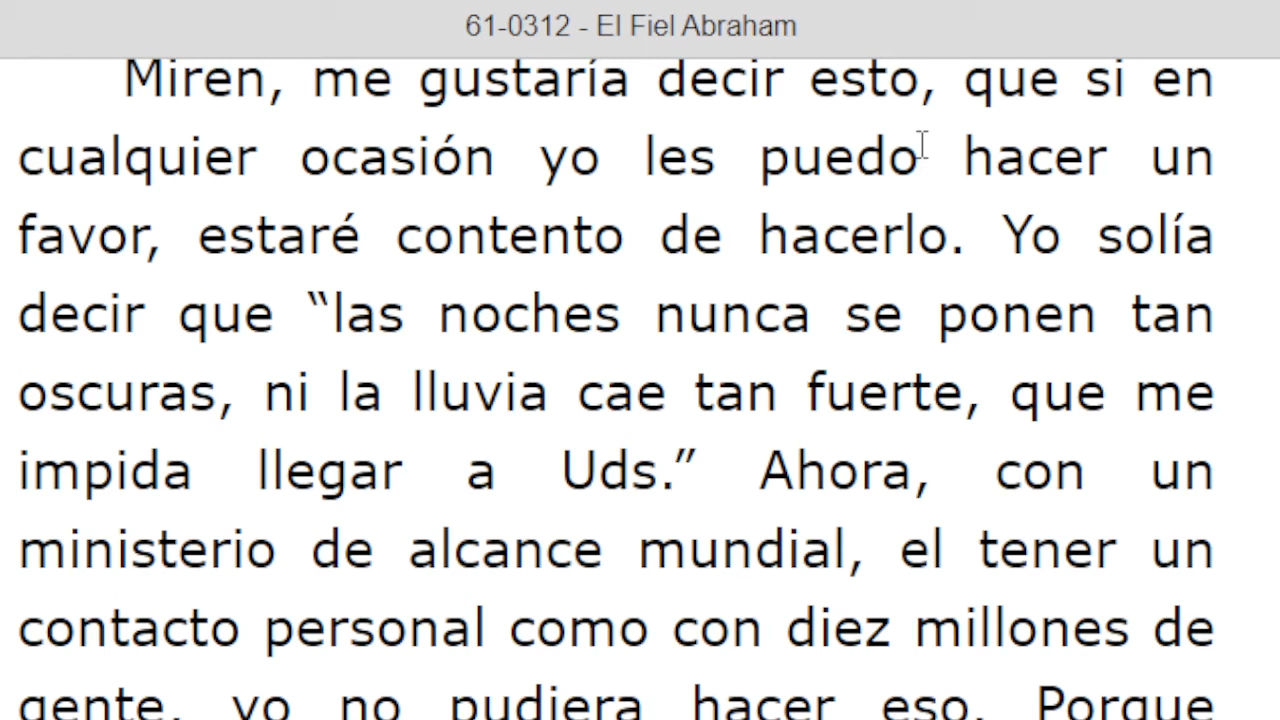 61-0312 - El Fiel Abraham
Miren, me gustaría decir esto, que si en
cualquier ocasión yo les puedo hacer un
favor, estaré contento de hacerlo. Yo solía
decir que “las noches nunca se ponen tan
oscuras, ni la lluvia cae tan fuerte, que me
impida llegar a Uds.” Ahora, con un
ministerio de alcance mundial, el tener un
contacto personal como con diez millones de
gente, yo no pudiera hacer eso. Porque